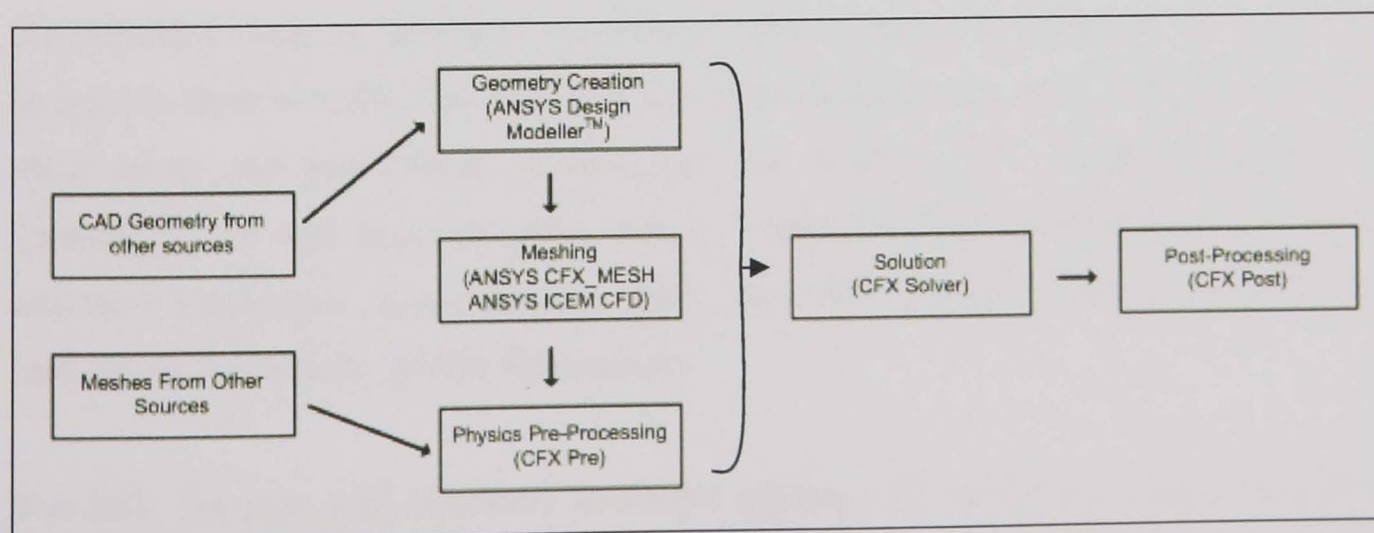 CAD Geometry from
other sources
Meshes From Other
Sources
Geometry Creation
(ANSYS Design
Modeller™)
Meshing
(ANSYS CFX_MESH
ANSYS ICEM CFD)
Physics Pre-Processing
(CFX Pre)
Solution
(CFX Solver)
Post-Processing
(CFX Post)